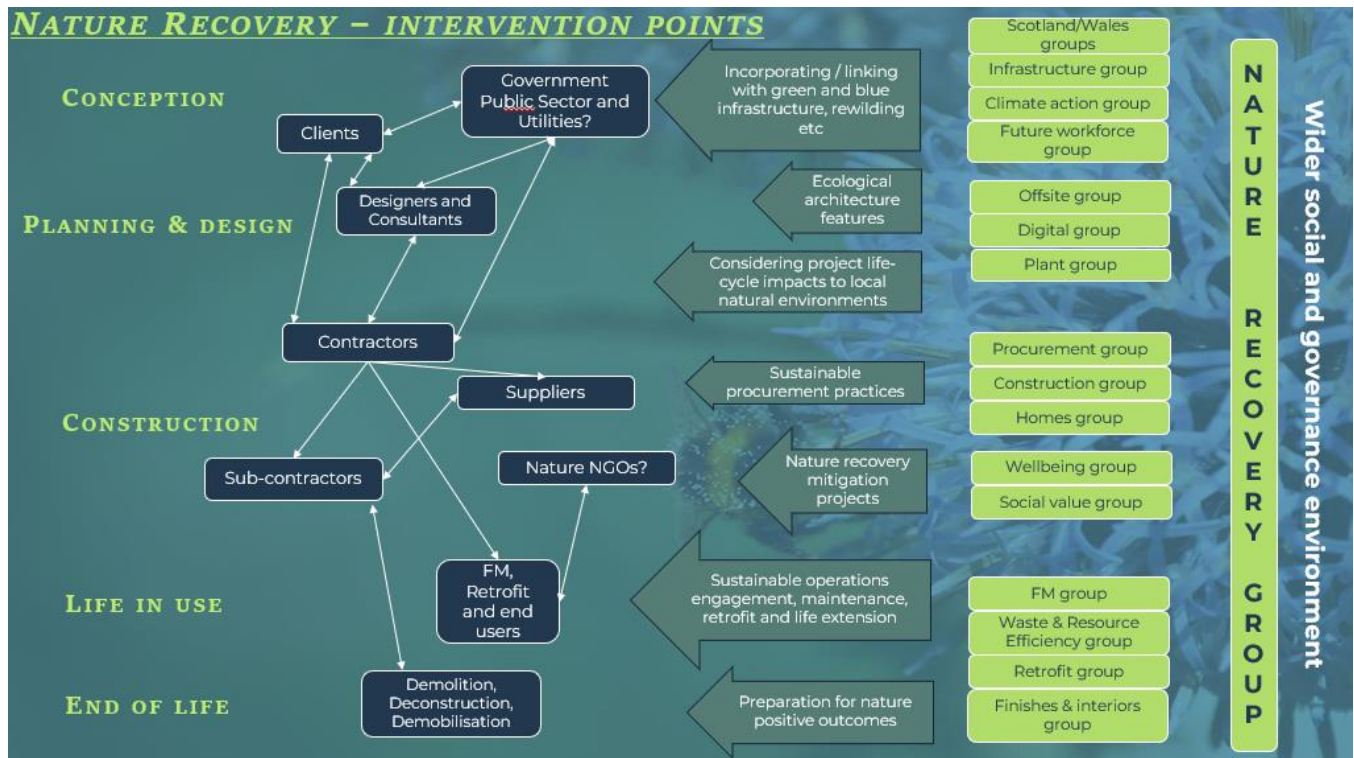 NATURE RECOVERY – INTERVENTION POINTS
CONCEPTION
Government
Public Sector and
Utilities?
Clients
Designers and
Consultants
PLANNING & DESIGN
Contractors
Suppliers
CONSTRUCTION
Sub-contractors
Nature NGOs?
LIFE IN USE
FM,
Retrofit
and end
users
END OF LIFE
Demolition,
Deconstruction,
Demobilisation
Incorporating / linking
with green and blue
infrastructure, rewilding
etc
Ecological
architecture
features
Considering project life-
cycle impacts to local
natural environments
Sustainable
procurement practices
Nature recovery
mitigation
projects
Sustainable operations
engagement, maintenance,
retrofit and life extension
Preparation for nature
positive outcomes
Scotland/Wales
groups
Infrastructure group
Climate action group
Future workforce
group
Offsite group
Digital group
Plant group
Procurement group
Construction group
Homes group
Wellbeing group
Social value group
FM group
Waste & Resource
Efficiency group
Retrofit group
Finishes & interiors
group
NATURE RECOVERY GROUP
Wider social and governance environment